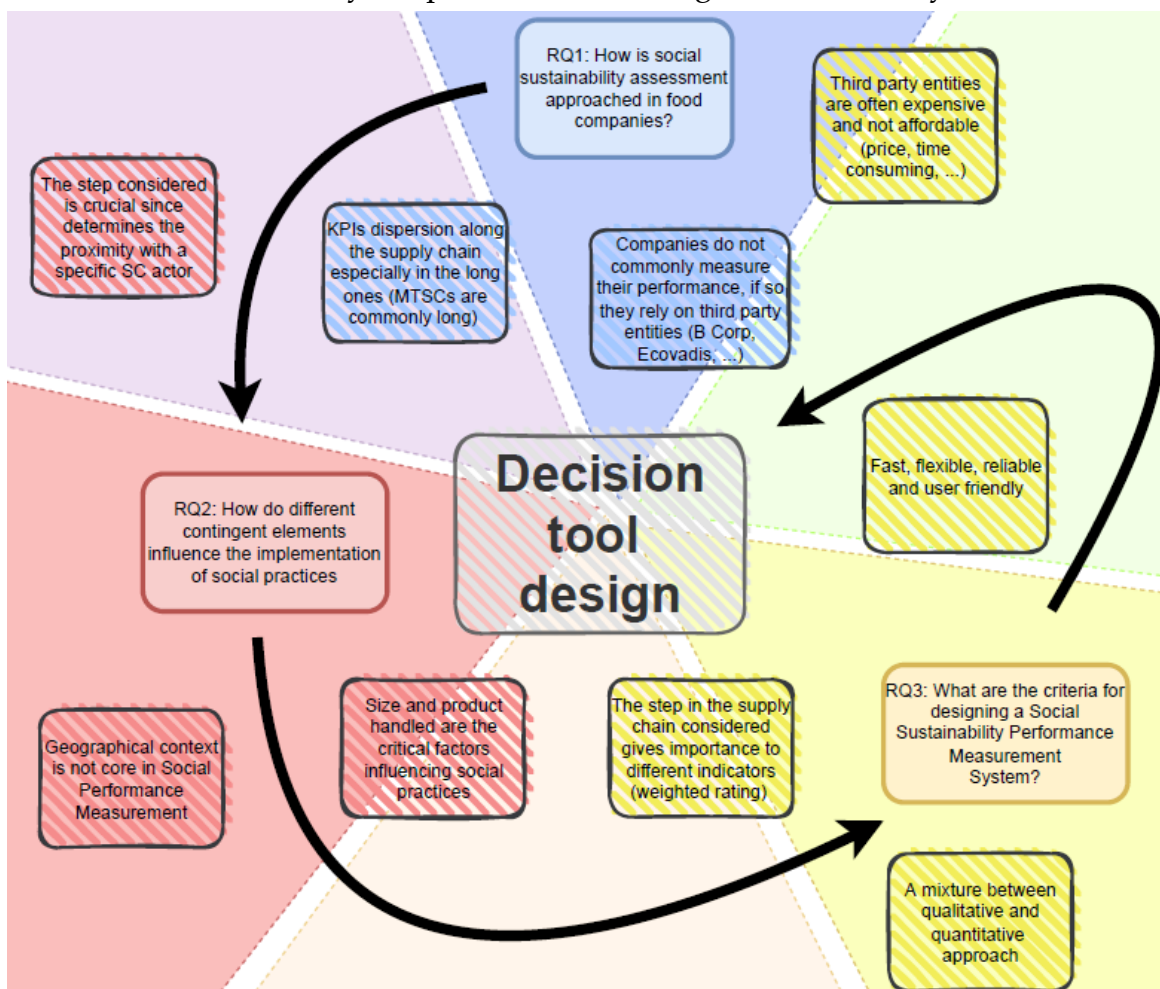 RQ1: How is social
sustainability assessment
approached in food
companies?
Third party entities
are often expensive
and not affordable
(price, time
consuming, ...)
The step considered
is crucial since
determines the
proximity with a
specific SC actor
KPIs dispersion along
the supply chain
especially in the long
ones (MTSCs are
commonly long)
Companies do not
commonly measure
their performance, if so
they rely on third party
entities (B Corp,
Ecovadis, ...)
Fast, flexible, reliable
and user friendly
Decision
tool
design
RQ2: How do different
contingent elements
influence the implementation
of social practices
Geographical context
is not core in Social
Performance
Measurement
Size and product
handled are the
critical factors
influencing social
practices
The step in the supply
chain considered
gives importance to
different indicators
(weighted rating)
RQ3: What are the criteria for
designing a Social
Sustainability Performance
Measurement
System?
A mixture between
qualitative and
quantitative
approach